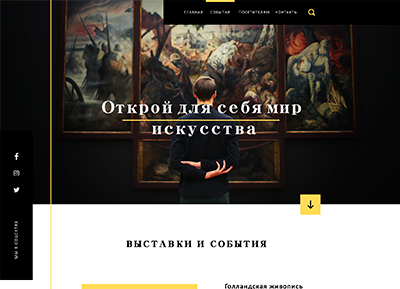 ГЛАВНАЯ СОБЫТИЯ ПОСЕТИТЕЛЯМ КОНТАКТЫ
Открой для себя мир
искусства
МЫ В СОЦСЕТЯХ
ВЫСТАВКИ И СОБЫТИЯ
Голландская живопись